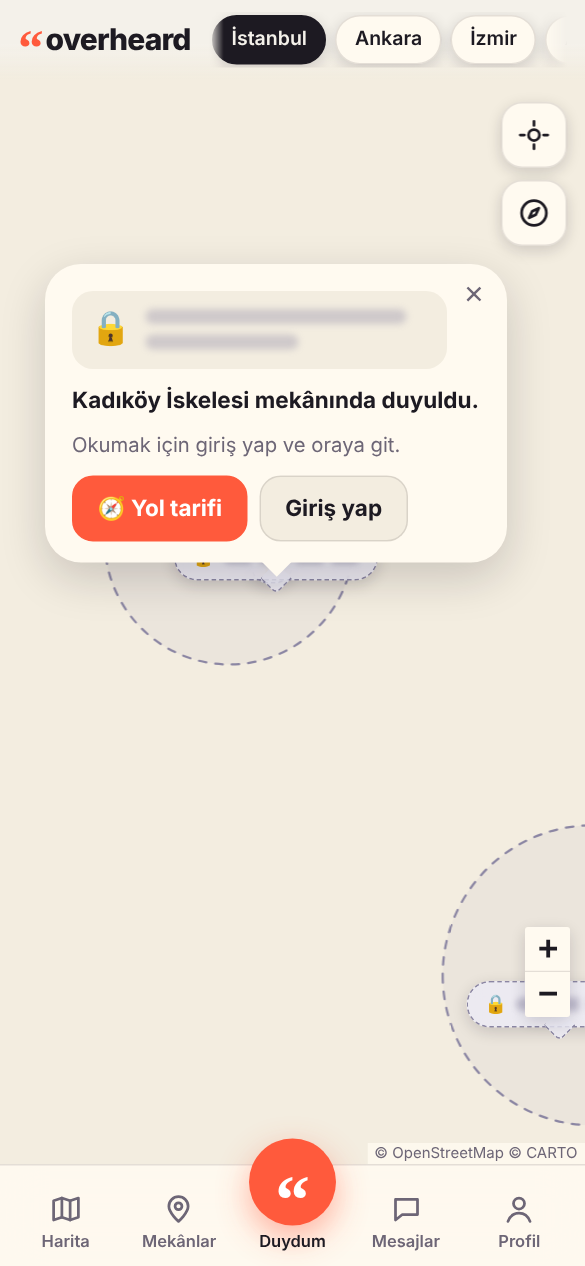 “overheard
İstanbul
Ankara
İzmir
Kadıköy İskelesi mekânında duyuldu.
Okumak için giriş yap ve oraya git.
Yol tarifi
Giriş yap
+
−
© OpenStreetMap © CARTO
Harita
Mekânlar
Duydum
Mesajlar
Profil